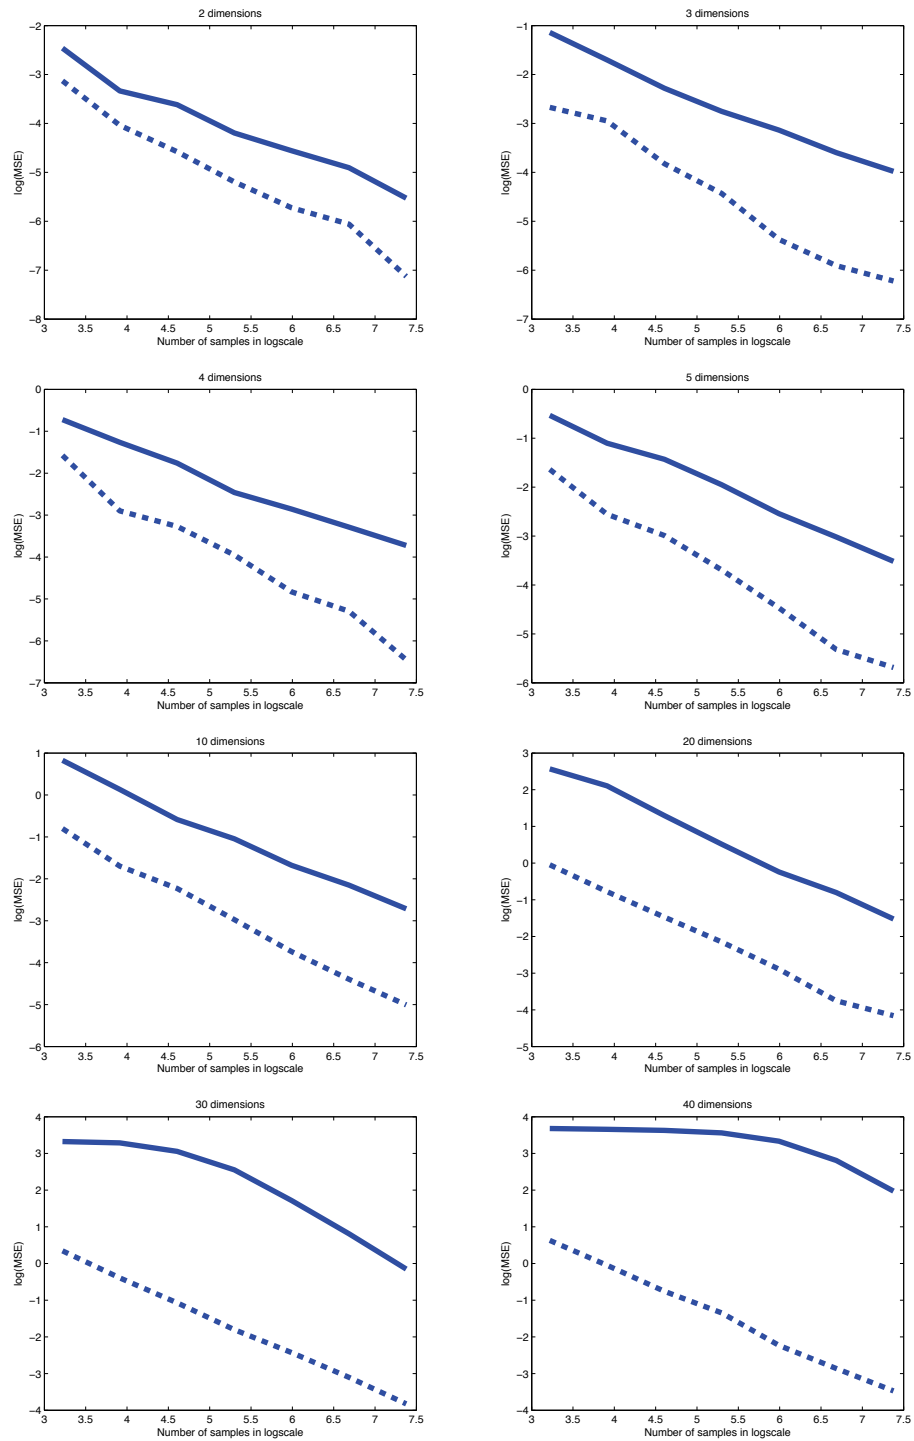 2 dimensions
−2
−3
−4
−5
−6
−7
−8
log(MSE)
3 3.5 4 4.5 5 5.5 6 6.5 7 7.5
Number of samples in logscale
3 dimensions
−1
−2
−3
−4
−5
−6
−7
log(MSE)
3 3.5 4 4.5 5 5.5 6 6.5 7 7.5
Number of samples in logscale
4 dimensions
0
−1
−2
−3
−4
−5
−6
−7
log(MSE)
3 3.5 4 4.5 5 5.5 6 6.5 7 7.5
Number of samples in logscale
5 dimensions
0
−1
−2
−3
−4
−5
−6
log(MSE)
3 3.5 4 4.5 5 5.5 6 6.5 7 7.5
Number of samples in logscale
10 dimensions
1
0
−1
−2
−3
−4
−5
−6
log(MSE)
3 3.5 4 4.5 5 5.5 6 6.5 7 7.5
Number of samples in logscale
20 dimensions
3
2
1
0
−1
−2
−3
−4
−5
log(MSE)
3 3.5 4 4.5 5 5.5 6 6.5 7 7.5
Number of samples in logscale
30 dimensions
4
3
2
1
0
−1
−2
−3
−4
log(MSE)
3 3.5 4 4.5 5 5.5 6 6.5 7 7.5
Number of samples in logscale
40 dimensions
4
3
2
1
0
−1
−2
−3
−4
log(MSE)
3 3.5 4 4.5 5 5.5 6 6.5 7 7.5
Number of samples in logscale